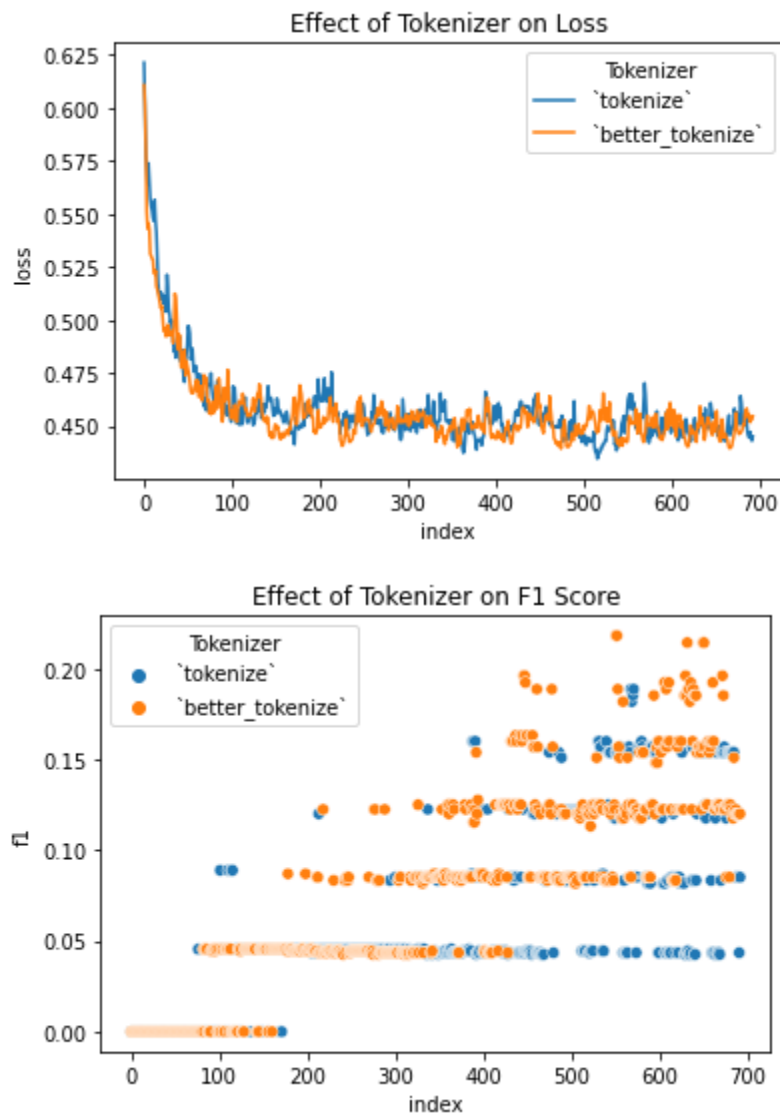 Effect of Tokenizer on Loss
0.625
0.600
0.575
0.550
0.525
0.500
0.475
0.450
loss
Tokenizer
`tokenize`
`better_tokenize`
0 100 200 300 400 500 600 700
index
Effect of Tokenizer on F1 Score
0.20
0.15
0.10
0.05
0.00
f1
Tokenizer
`tokenize`
`better_tokenize`
0 100 200 300 400 500 600 700
index